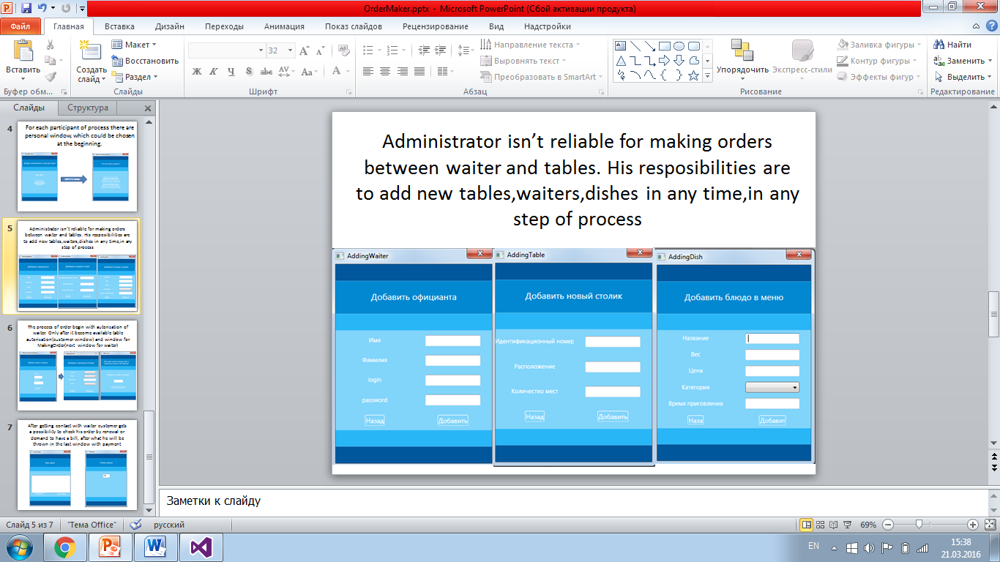 OrderMaker.pptx - Microsoft PowerPoint (Сбой активации продукта)
Файл Главная Вставка Дизайн Переходы Анимация Показ слайдов Рецензирование Вид Надстройки
Вставить
Буфер обм...
Создать слайд
Макет
Восстановить
Раздел
Слайды
32
Ж К Ч S abc AV Aa A
Шрифт
Направление текста
Выровнять текст
Преобразовать в SmartArt
Абзац
Упорядочить
Экспресс-стили
Заливка фигуры
Контур фигуры
Эффекты фигур
Рисование
Найти
Заменить
Выделить
Редактирование
Слайды Структура
4
For each participant of process there are
personal window, which could be chosen
at the beginning.
5
Administrator isn't reliable for making orders
between waiter and tables. His resposibilities are
to add new tables,waiters,dishes in any time,in any
step of process
6
The process of order begin with autorisation of
waiter. Only after it become available table
autorisation(customer window) and window for
MakingOrder(next window for waiter)
7
After getting contact with waiter customer gets
a possibility to check his order by renewal or
demand to have a bill, after what he will be
thrown in the last window with payment
Administrator isn’t reliable for making orders
between waiter and tables. His resposibilities are
to add new tables,waiters,dishes in any time,in any
step of process
AddingWaiter
Добавить официанта
Имя
Фамилия
login
password
Назад Добавить
AddingTable
Добавить новый столик
Идентификационный номер
Расположение
Количество мест
Назад Добавить
AddingDish
Добавить блюдо в меню
Название
Вес
Цена
Категория
Время приговления
Наза Добавит
Заметки к слайду
Слайд 5 из 7 "Тема Office" русский 69%
EN 15:38
21.03.2016